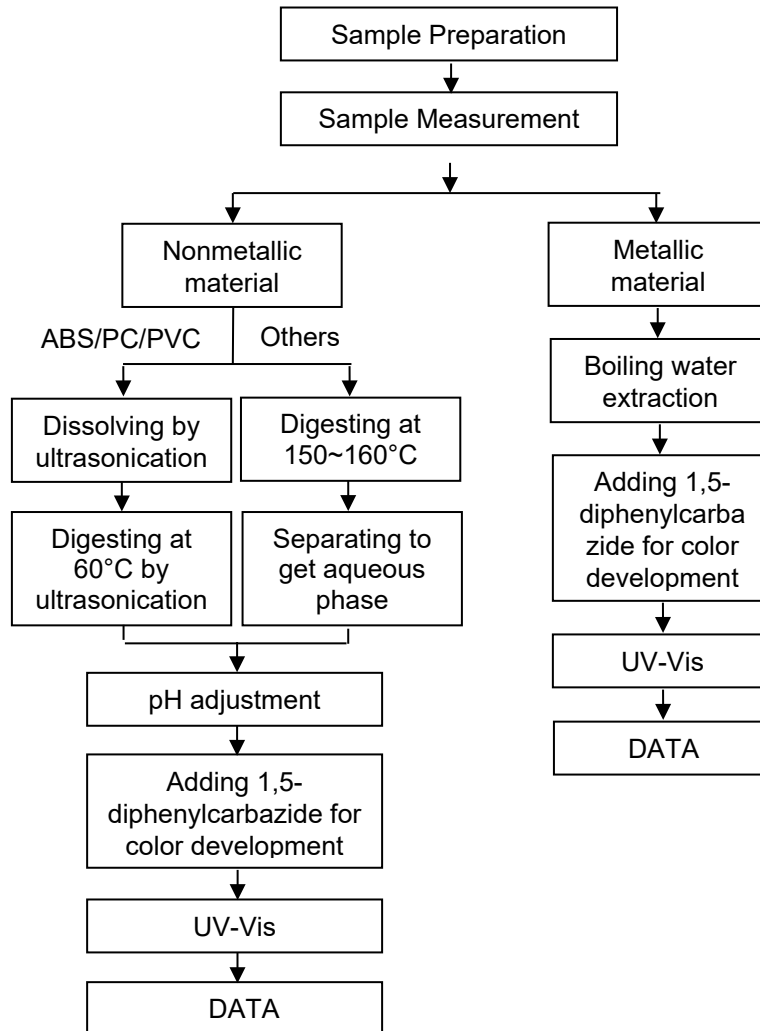 Sample Preparation
Sample Measurement
Nonmetallic
material
Metallic
material
ABS/PC/PVC
Others
Boiling water
extraction
Dissolving by
ultrasonication
Digesting at
150~160°C
Adding 1,5-
diphenylcarba
zide for color
development
Digesting at
60°C by
ultrasonication
Separating to
get aqueous
phase
UV-Vis
pH adjustment
DATA
Adding 1,5-
diphenylcarbazide for
color development
UV-Vis
DATA